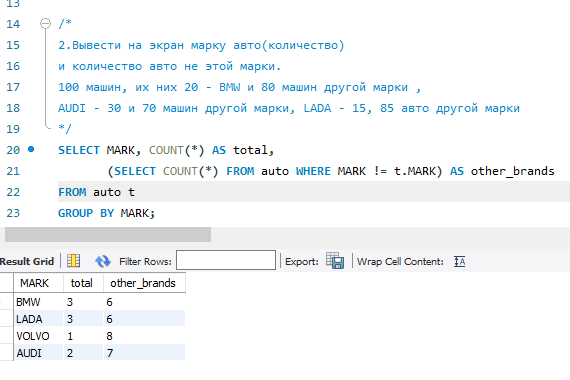 13
14 /*
15 2.Вывести на экран марку авто(количество)
16 и количество авто не этой марки.
17 100 машин, их них 20 - BMW и 80 машин другой марки ,
18 AUDI - 30 и 70 машин другой марки, LADA - 15, 85 авто другой марки
19 */
20 SELECT MARK, COUNT(*) AS total,
21 (SELECT COUNT(*) FROM auto WHERE MARK != t.MARK) AS other_brands
22 FROM auto t
23 GROUP BY MARK;
Result Grid Filter Rows: Export: Wrap Cell Content:
MARK total other_brands
BMW 3 6
LADA 3 6
VOLVO 1 8
AUDI 2 7